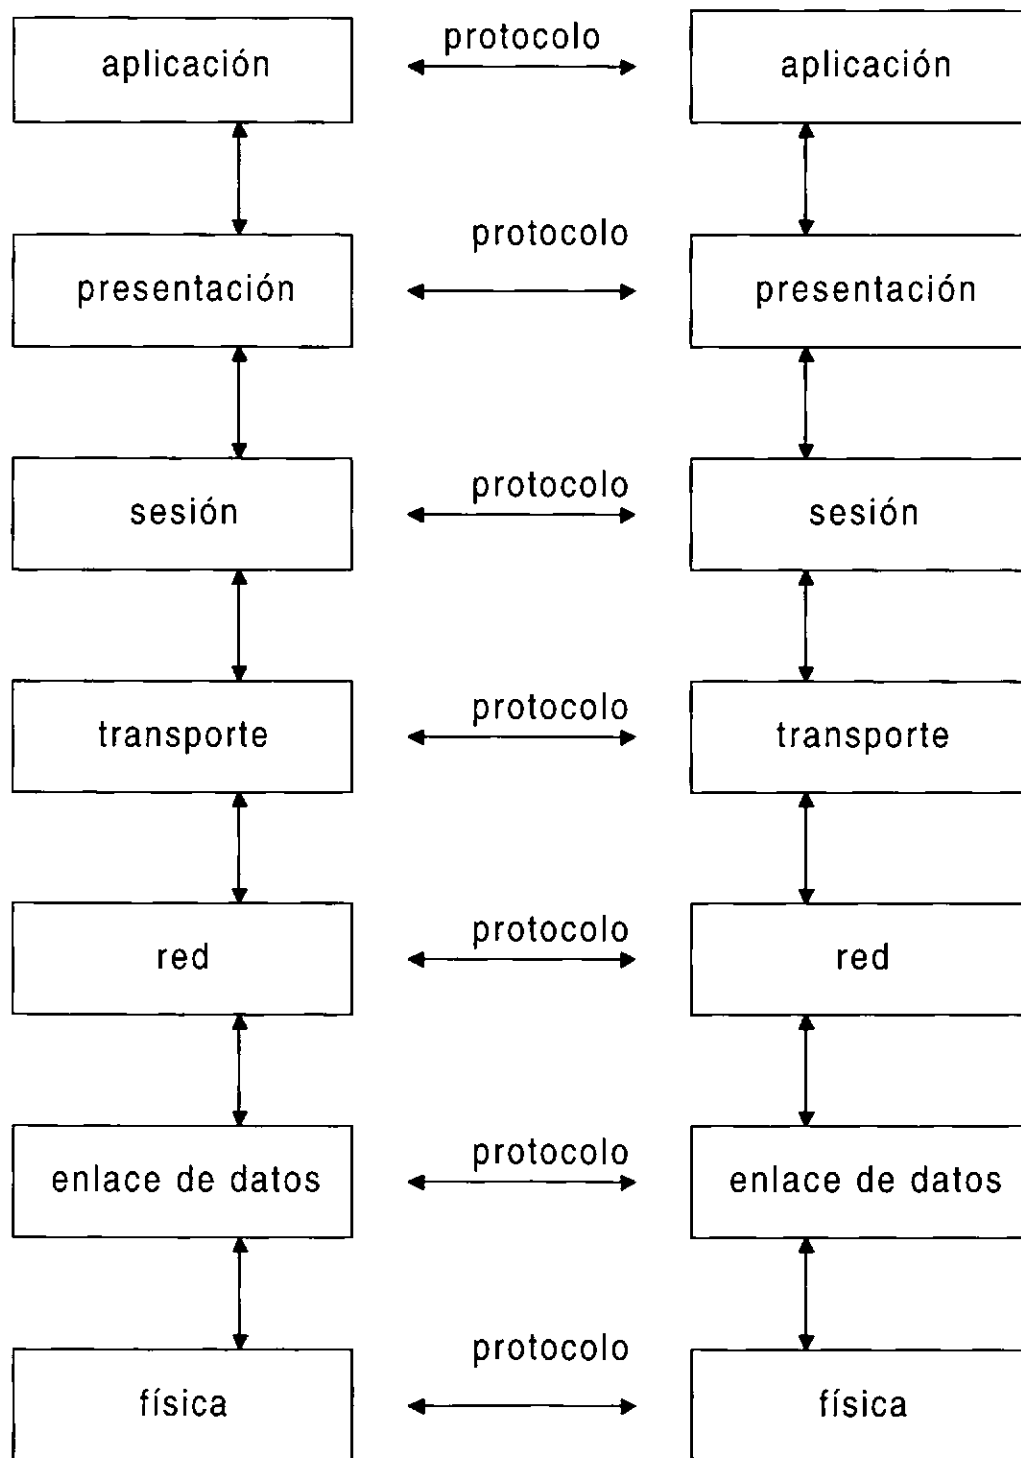 protocolo
aplicación
aplicación
protocolo
presentación
presentación
protocolo
sesión
sesión
protocolo
transporte
transporte
protocolo
red
red
protocolo
enlace de datos
enlace de datos
protocolo
física
física